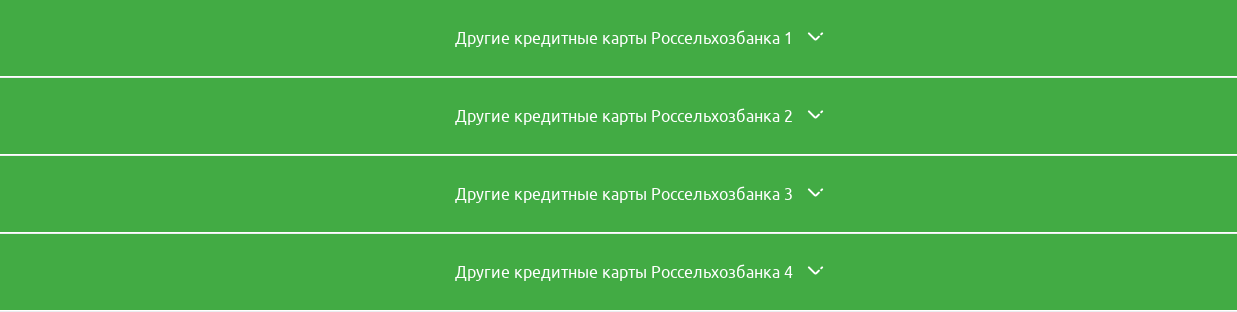 Другие кредитные карты Россельхозбанка 1
Другие кредитные карты Россельхозбанка 2
Другие кредитные карты Россельхозбанка 3
Другие кредитные карты Россельхозбанка 4